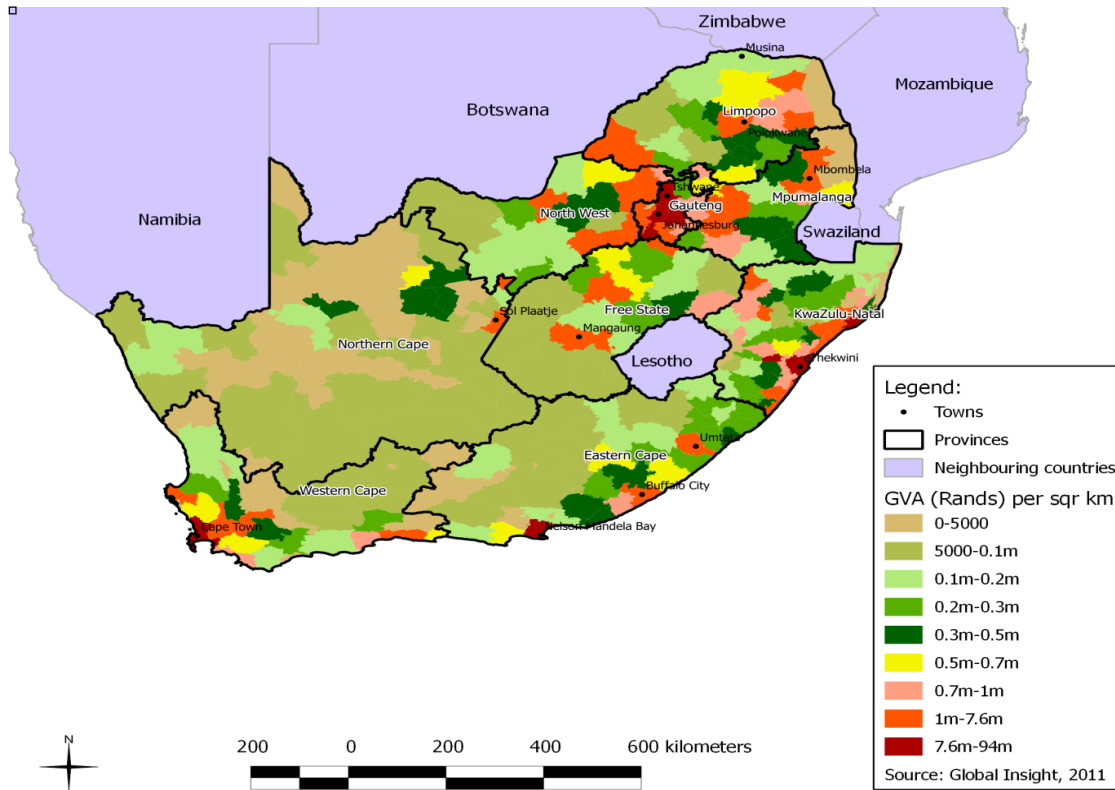 Zimbabwe
Musina
Mozambique
Botswana
Limpopo
Polokwane
Mbombela
Namibia
Tshwane
Mpumalanga
Gauteng
North West
Johannesburg
Swaziland
Sol Plaatje
Free State
KwaZulu-Natal
Mangaung
Northern Cape
Lesotho
eThekwini
Umtata
Eastern Cape
Western Cape
Buffalo City
Cape Town
Nelson Mandela Bay
Legend:
Towns
Provinces
Neighbouring countries
GVA (Rands) per sqr km
0-5000
5000-0.1m
0.1m-0.2m
0.2m-0.3m
0.3m-0.5m
0.5m-0.7m
0.7m-1m
1m-7.6m
7.6m-94m
Source: Global Insight, 2011
N
200 0 200 400 600 kilometers